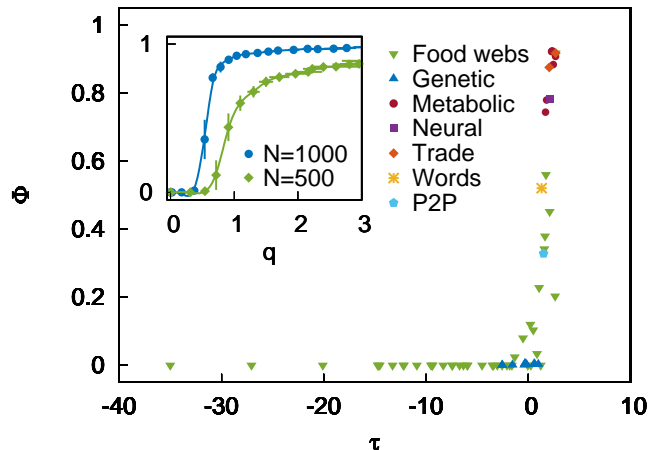 1
0.8
0.6
0.4
0.2
0
Φ
-40 -30 -20 -10 0 10
τ
1
0
0 1 2 3
q
N=1000
N=500
Food webs
Genetic
Metabolic
Neural
Trade
Words
P2P